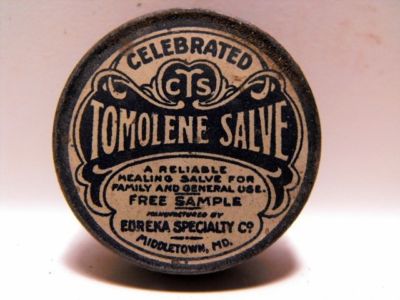 CELEBRATED
CTS
TOMOLENE SALVE
A RELIABLE
HEALING SALVE FOR
FAMILY AND GENERAL USE.
FREE SAMPLE
MANUFACTURED BY
EUREKA SPECIALTY CO
MIDDLETOWN, MD.